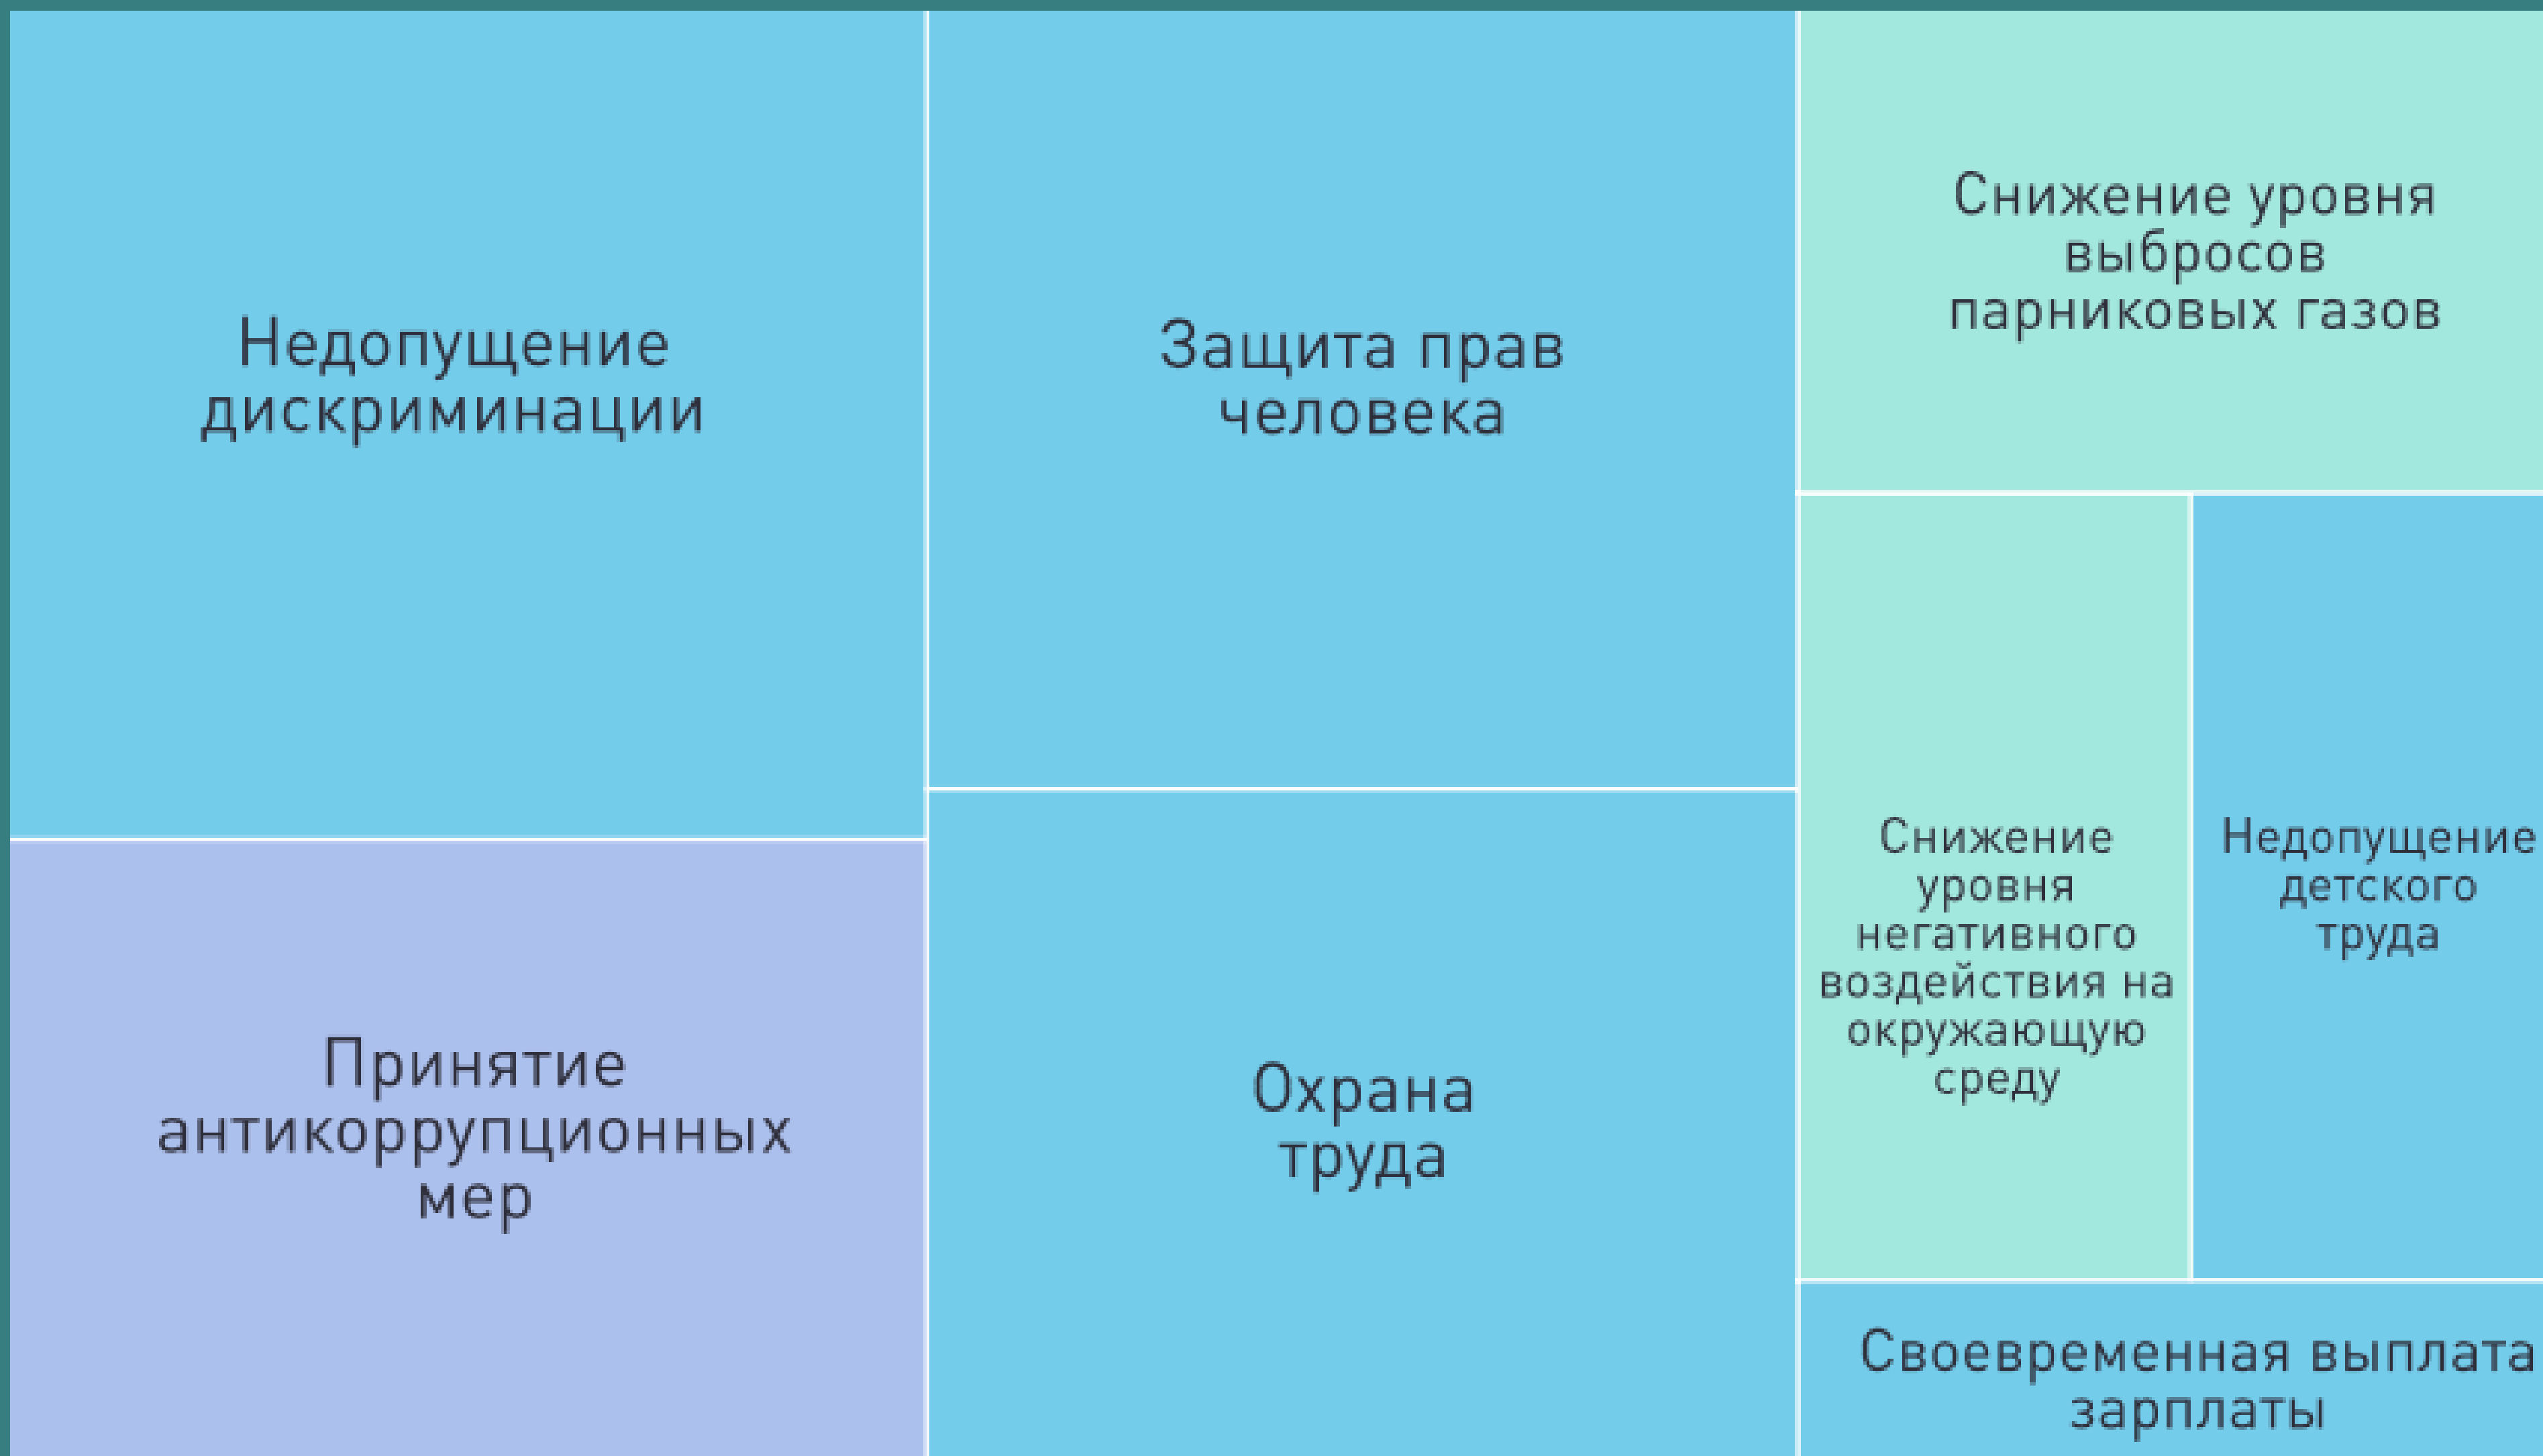 Недопущение
дискриминации
Защита прав
человека
Снижение уровня
выбросов
парниковых газов
Снижение
уровня
негативного
воздействия на
окружающую
среду
Недопущение
детского
труда
Принятие
антикоррупционных
мер
Охрана
труда
Своевременная выплата
зарплаты